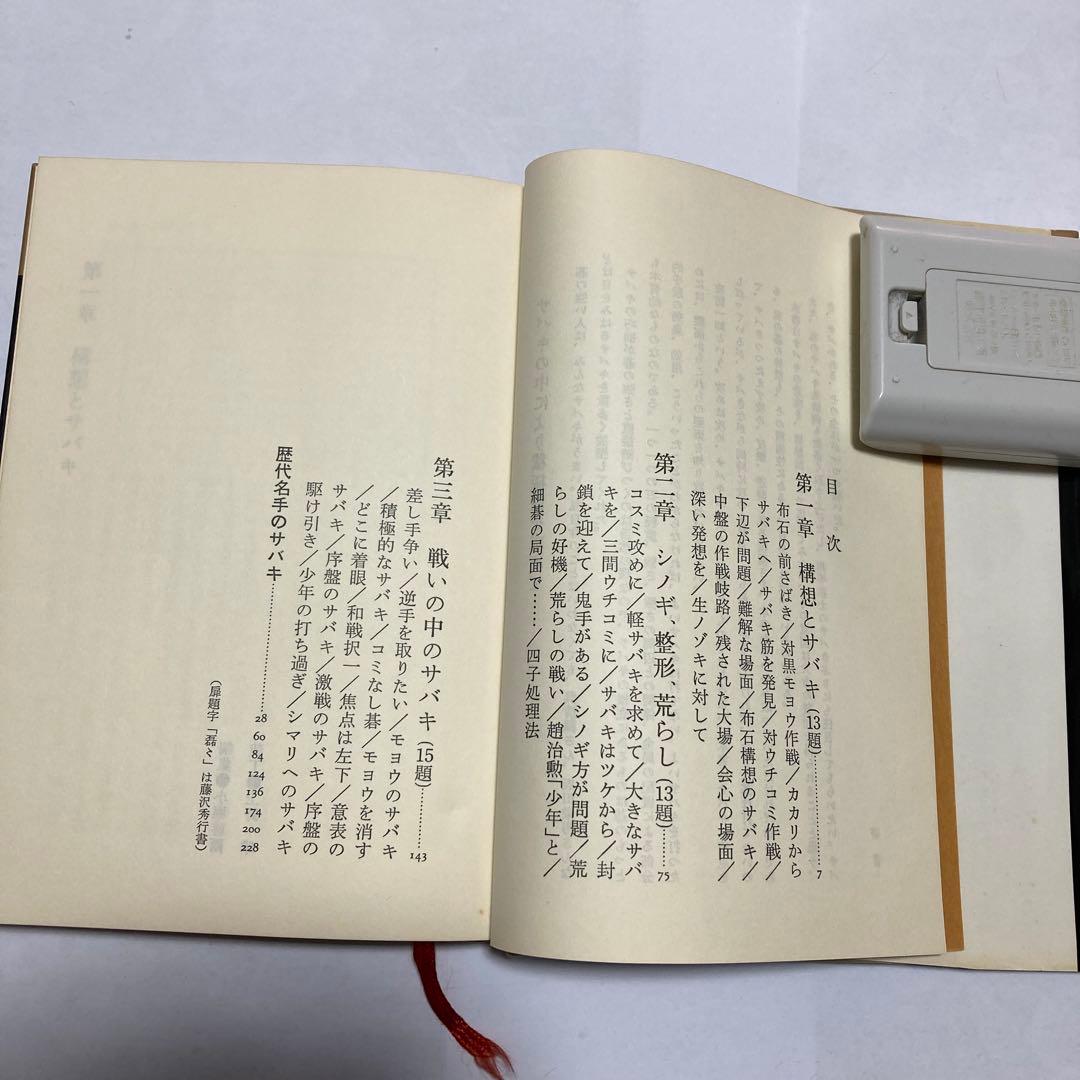 目次
第一章 構想とサバキ(13題)……7
布石の前さばき/対黒モヨウ作戦/カカリから
サバキへ/サバキ筋を発見/対ウチコミ作戦/
下辺が問題/難解な場面/布石構想のサバキ/
中盤の作戦岐路/残された大場/会心の場面/
深い発想を/生ノゾキに対して
第二章 シノギ、整形、荒らし(13題)……75
コスミ攻めに/軽サバキを求めて/大きなサバ
キを/三間ウチコミに/サバキはツケから/封
鎖を迎えて/鬼手がある/シノギ方が問題/荒
らしの好機/荒らしの戦い/趙治勲「少年」と/
細碁の局面で……/四子処理法
第三章 戦いの中のサバキ(15題)……143
差し手争い/逆手を取りたい/モヨウのサバキ
/積極的なサバキ/コミなし碁/モヨウを消す
/どこに着眼/和戦択一/焦点は左下/意表の
サバキ/序盤のサバキ/激戦のサバキ/序盤の
駆け引き/少年の打ち過ぎ/シマリへのサバキ
歴代名手のサバキ……28 60 84 124 136 174 200 228
(扉題字「磊々」は藤沢秀行書)